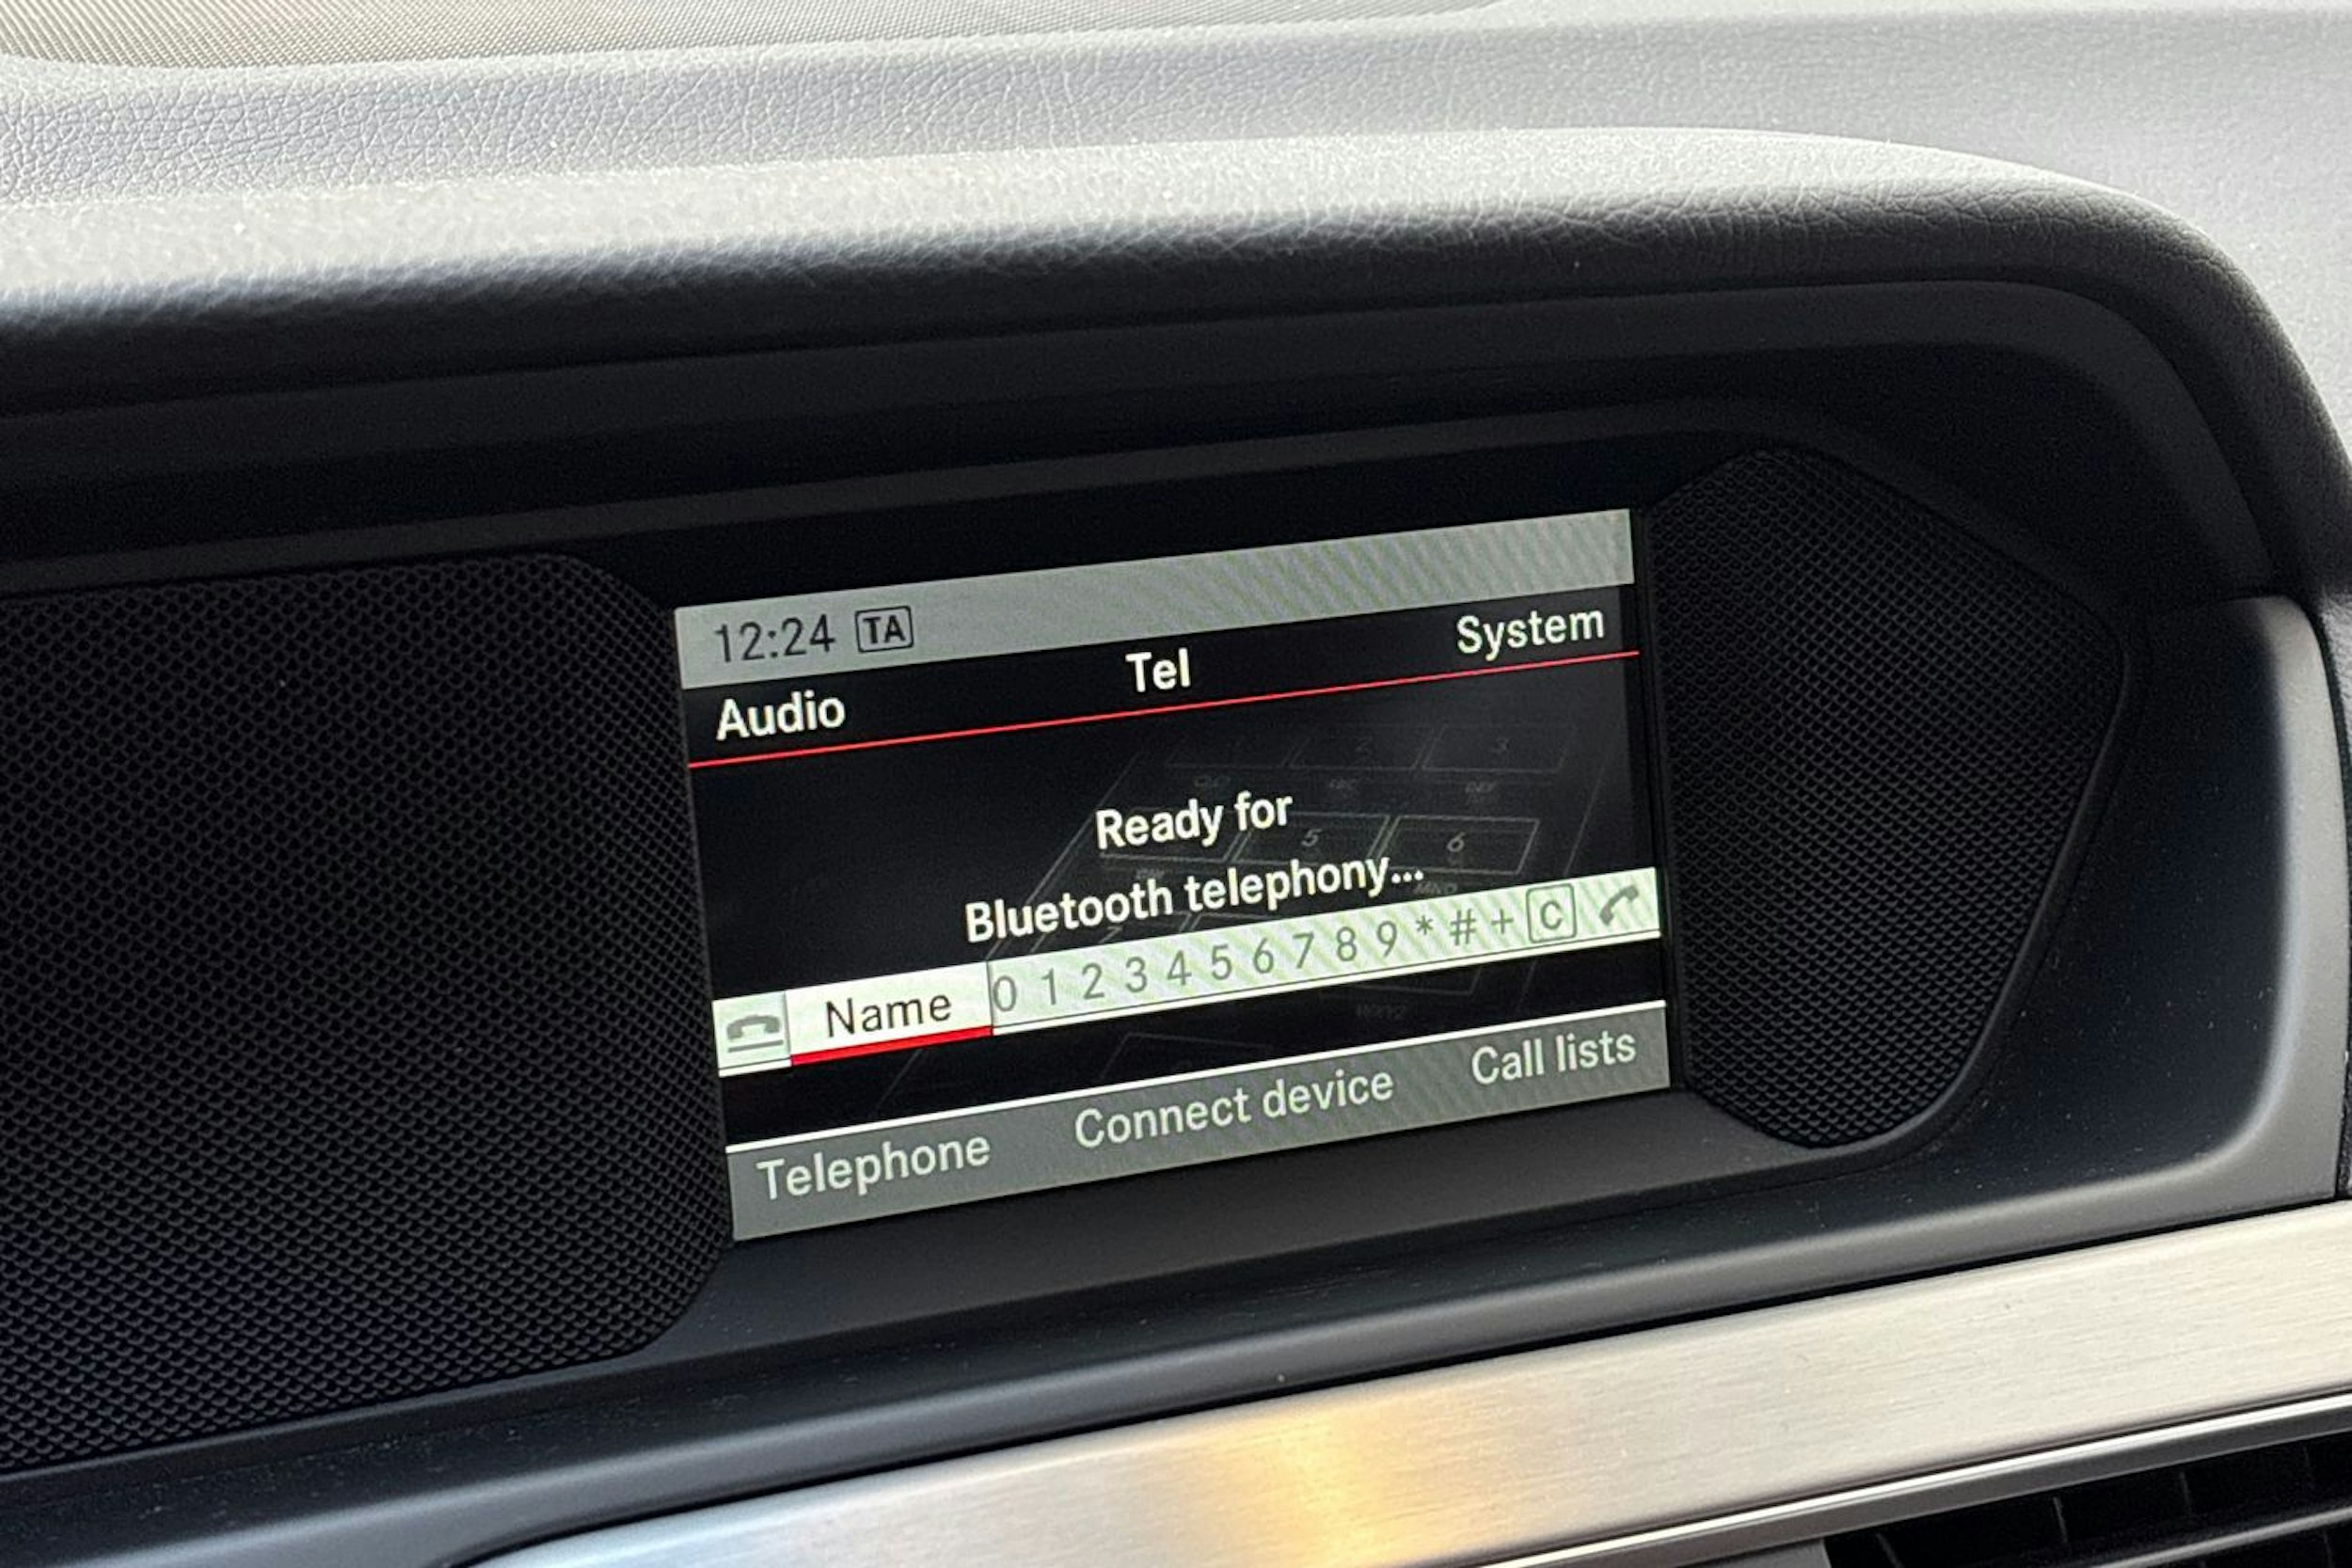 12:24 TA
Audio Tel System
Ready for
Bluetooth telephony...
Name 0 1 2 3 4 5 6 7 8 9 * # + C
Telephone Connect device Call lists